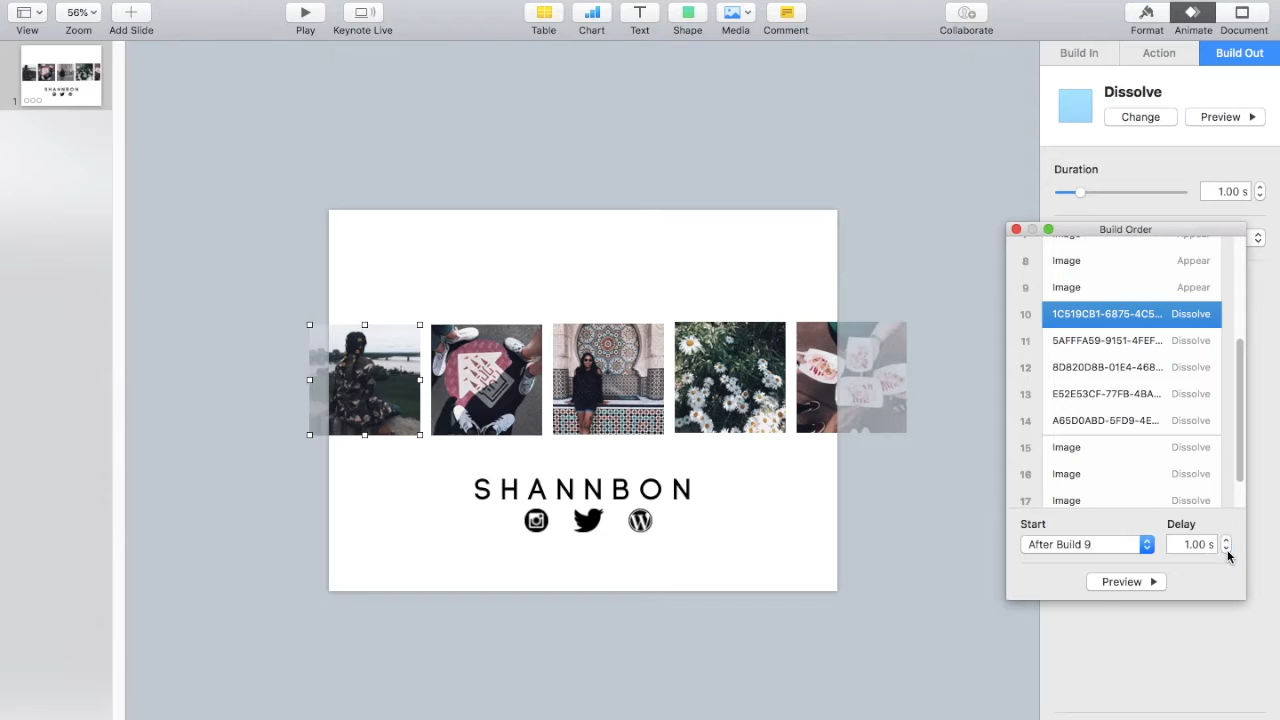 View
56%
Zoom
Add Slide
Play
Keynote Live
Table
Chart
Text
Shape
Media
Comment
Collaborate
Format
Animate
Document
Build In
Action
Build Out
Dissolve
Change
Preview
Duration
1.00 s
Build Order
8 Image Appear
9 Image Appear
10 1C519CB1-6875-4C5... Dissolve
11 5AFFFA59-9151-4FEF... Dissolve
12 8D820D8B-01E4-468... Dissolve
13 E52E53CF-77FB-4BA... Dissolve
14 A65D0ABD-5FD9-4E... Dissolve
15 Image Dissolve
16 Image Dissolve
17 Image Dissolve
Start
Delay
After Build 9
1.00 s
Preview
1
SHANNBON
SHANNBON